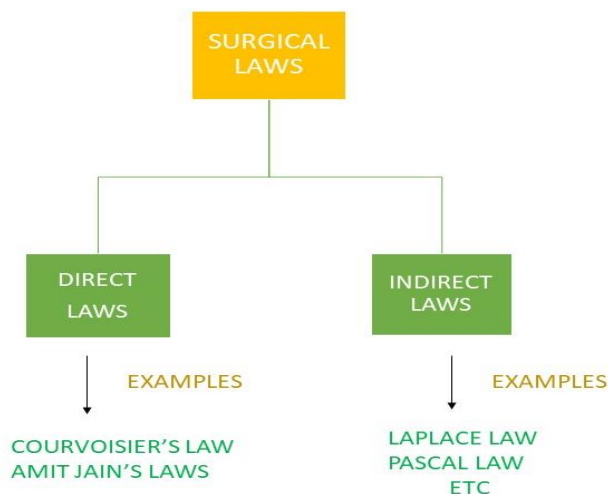 SURGICAL
LAWS
DIRECT
LAWS
INDIRECT
LAWS
EXAMPLES
EXAMPLES
COURVOISIER'S LAW
AMIT JAIN'S LAWS
LAPLACE LAW
PASCAL LAW
ETC